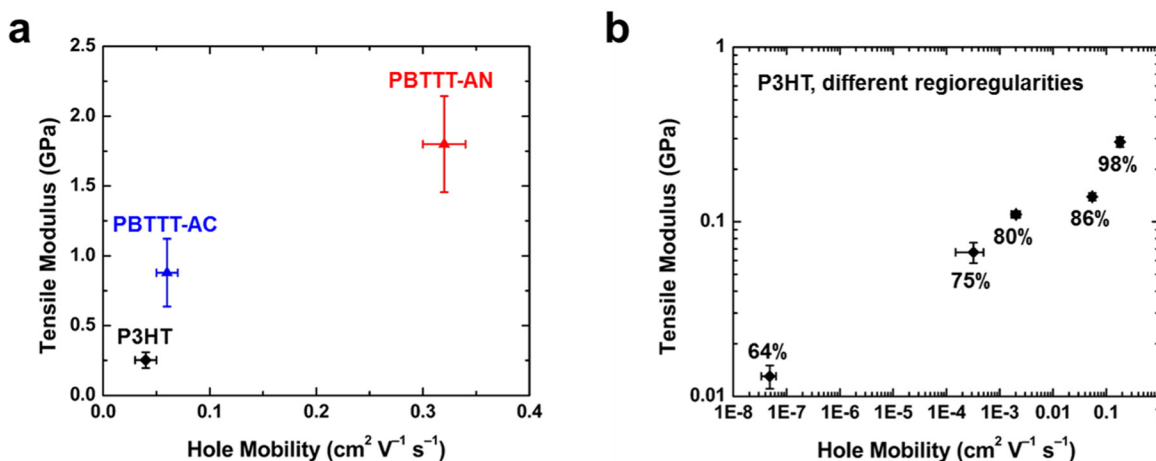 a
2.5
2.0
1.5
1.0
0.5
0.0
Tensile Modulus (GPa)
PBTTT-AN
PBTTT-AC
P3HT
0.0 0.1 0.2 0.3 0.4
Hole Mobility (cm² V⁻¹ s⁻¹)
b
1
0.1
0.01
Tensile Modulus (GPa)
P3HT, different regioregularities
98%
86%
80%
75%
64%
1E-8 1E-7 1E-6 1E-5 1E-4 1E-3 0.01 0.1 1
Hole Mobility (cm² V⁻¹ s⁻¹)